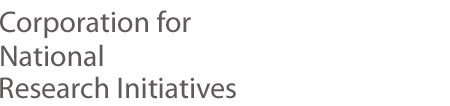 Corporation for
National
Research Initiatives